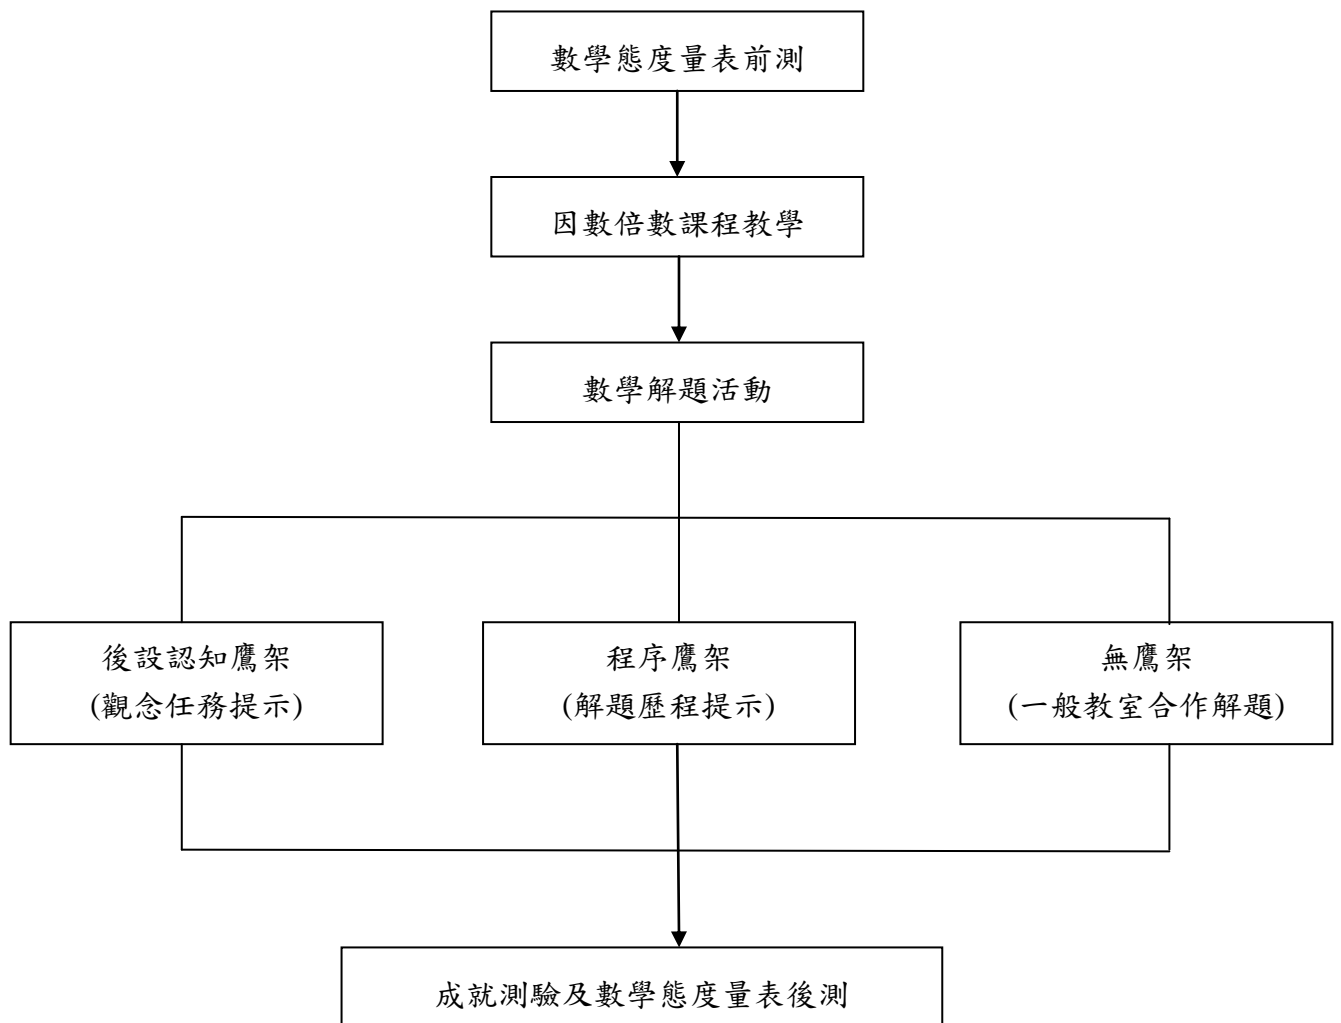 數學態度量表前測
因數倍數課程教學
數學解題活動
後設認知鷹架
(觀念任務提示)
程序鷹架
(解題歷程提示)
無鷹架
(一般教室合作解題)
成就測驗及數學態度量表後測